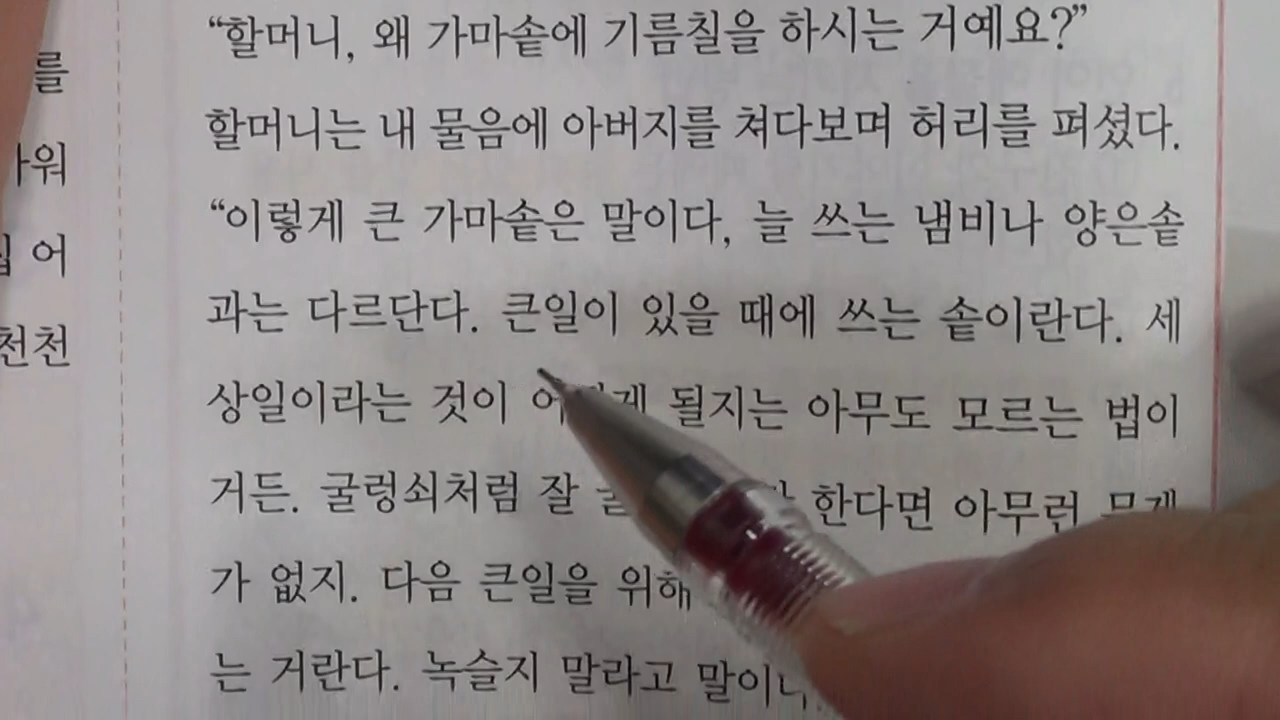 “할머니, 왜 가마솥에 기름칠을 하시는 거예요?”
를
할머니는 내 물음에 아버지를 쳐다보며 허리를 펴셨다.
“이렇게 큰 가마솥은 말이다, 늘 쓰는 냄비나 양은솥
어
과는 다르단다. 큰일이 있을 때에 쓰는 솥이란다. 세
천천
상일이라는 것이 될지는 아무도 모르는 법이
거든. 굴렁쇠처럼 잘 한다면 아무런
가 없지. 다음 큰일을 위해
는 거란다. 녹슬지 말라고